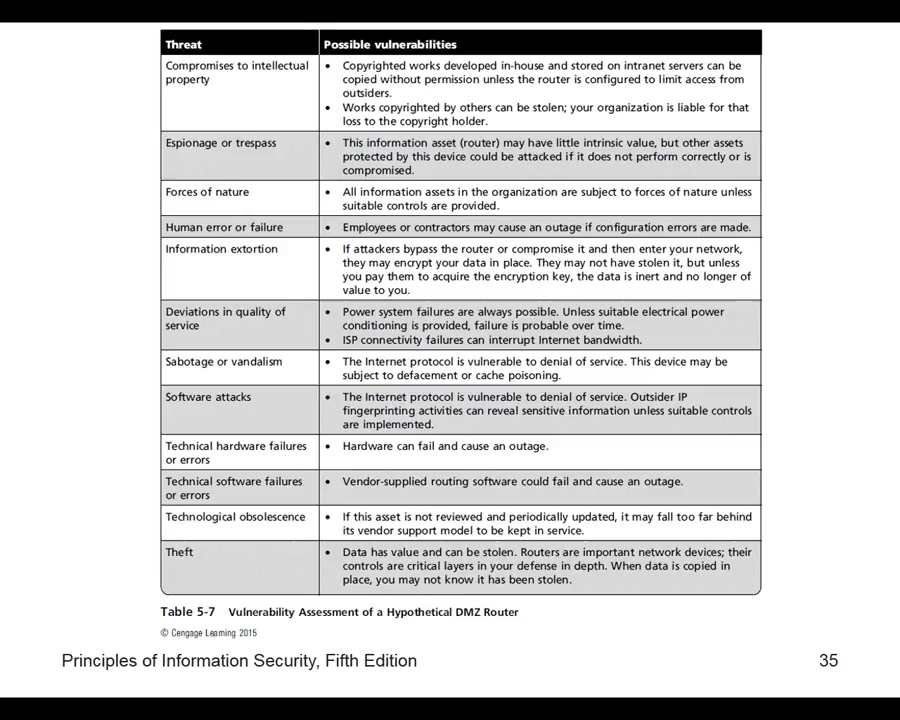 Threat Possible vulnerabilities
Compromises to intellectual
property
• Copyrighted works developed in-house and stored on intranet servers can be
copied without permission unless the router is configured to limit access from
outsiders.
• Works copyrighted by others can be stolen; your organization is liable for that
loss to the copyright holder.
Espionage or trespass
• This information asset (router) may have little intrinsic value, but other assets
protected by this device could be attacked if it does not perform correctly or is
compromised.
Forces of nature
• All information assets in the organization are subject to forces of nature unless
suitable controls are provided.
Human error or failure
• Employees or contractors may cause an outage if configuration errors are made.
Information extortion
• If attackers bypass the router or compromise it and then enter your network,
they may encrypt your data in place. They may not have stolen it, but unless
you pay them to acquire the encryption key, the data is inert and no longer of
value to you.
Deviations in quality of
service
• Power system failures are always possible. Unless suitable electrical power
conditioning is provided, failure is probable over time.
• ISP connectivity failures can interrupt Internet bandwidth.
Sabotage or vandalism
• The Internet protocol is vulnerable to denial of service. This device may be
subject to defacement or cache poisoning.
Software attacks
• The Internet protocol is vulnerable to denial of service. Outsider IP
fingerprinting activities can reveal sensitive information unless suitable controls
are implemented.
Technical hardware failures
or errors
• Hardware can fail and cause an outage.
Technical software failures
or errors
• Vendor-supplied routing software could fail and cause an outage.
Technological obsolescence
• If this asset is not reviewed and periodically updated, it may fall too far behind
its vendor support model to be kept in service.
Theft
• Data has value and can be stolen. Routers are important network devices; their
controls are critical layers in your defense in depth. When data is copied in
place, you may not know it has been stolen.
Table 5-7 Vulnerability Assessment of a Hypothetical DMZ Router
© Cengage Learning 2015
Principles of Information Security, Fifth Edition 35